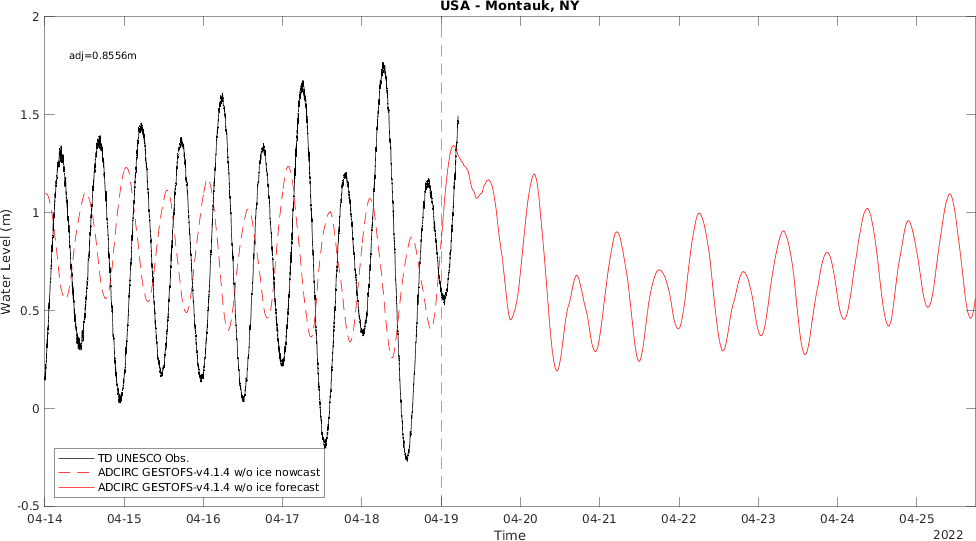 USA - Montauk, NY
2
adj=0.8556m
1.5
1
Water Level (m)
0.5
0
TD UNESCO Obs.
ADCIRC GESTOFS-v4.1.4 w/o ice nowcast
ADCIRC GESTOFS-v4.1.4 w/o ice forecast
-0.5
04-14 04-15 04-16 04-17 04-18 04-19 04-20 04-21 04-22 04-23 04-24 04-25
Time
2022